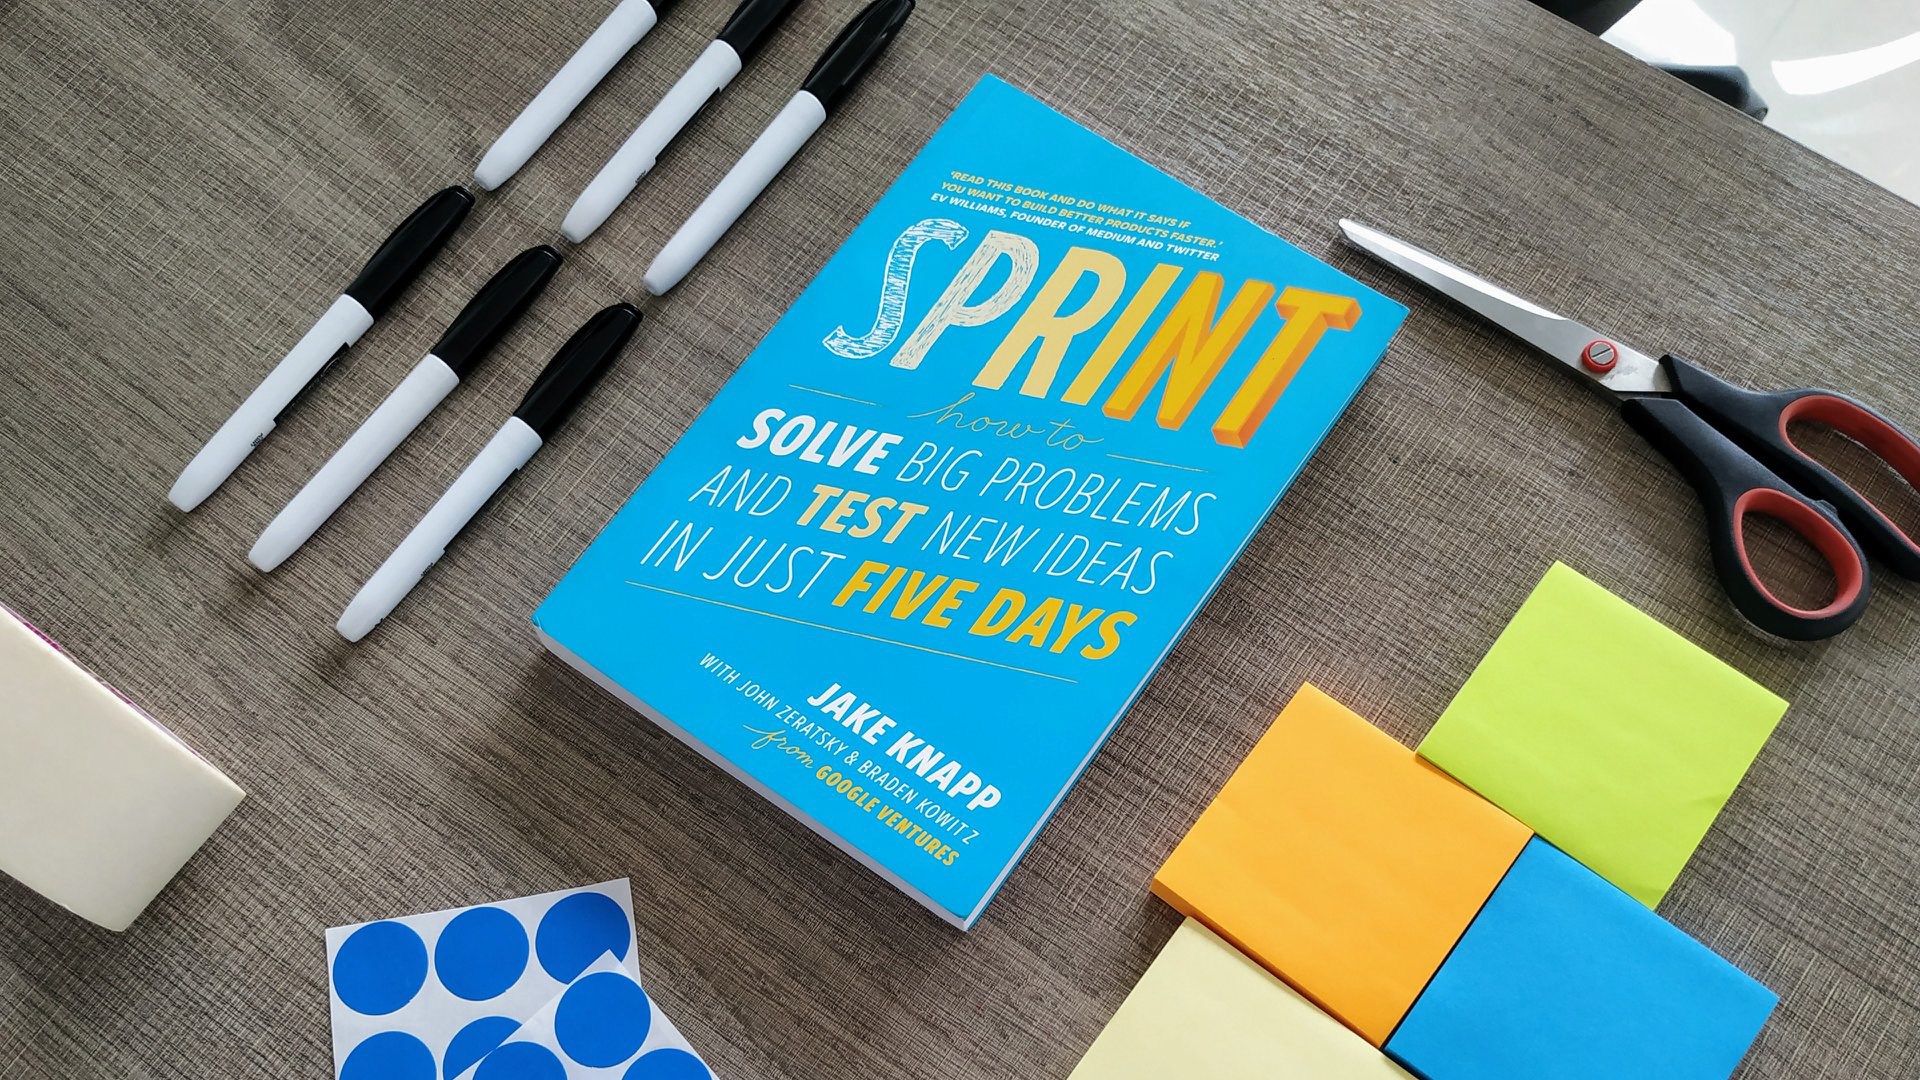 'READ THIS BOOK AND DO WHAT IT SAYS IF
YOU WANT TO BUILD BETTER PRODUCTS FASTER.'
EV WILLIAMS, FOUNDER OF MEDIUM AND TWITTER
SPRINT
how to
SOLVE BIG PROBLEMS
AND TEST NEW IDEAS
IN JUST FIVE DAYS
JAKE KNAPP
WITH JOHN ZERATSKY & BRADEN KOWITZ
from GOOGLE VENTURES